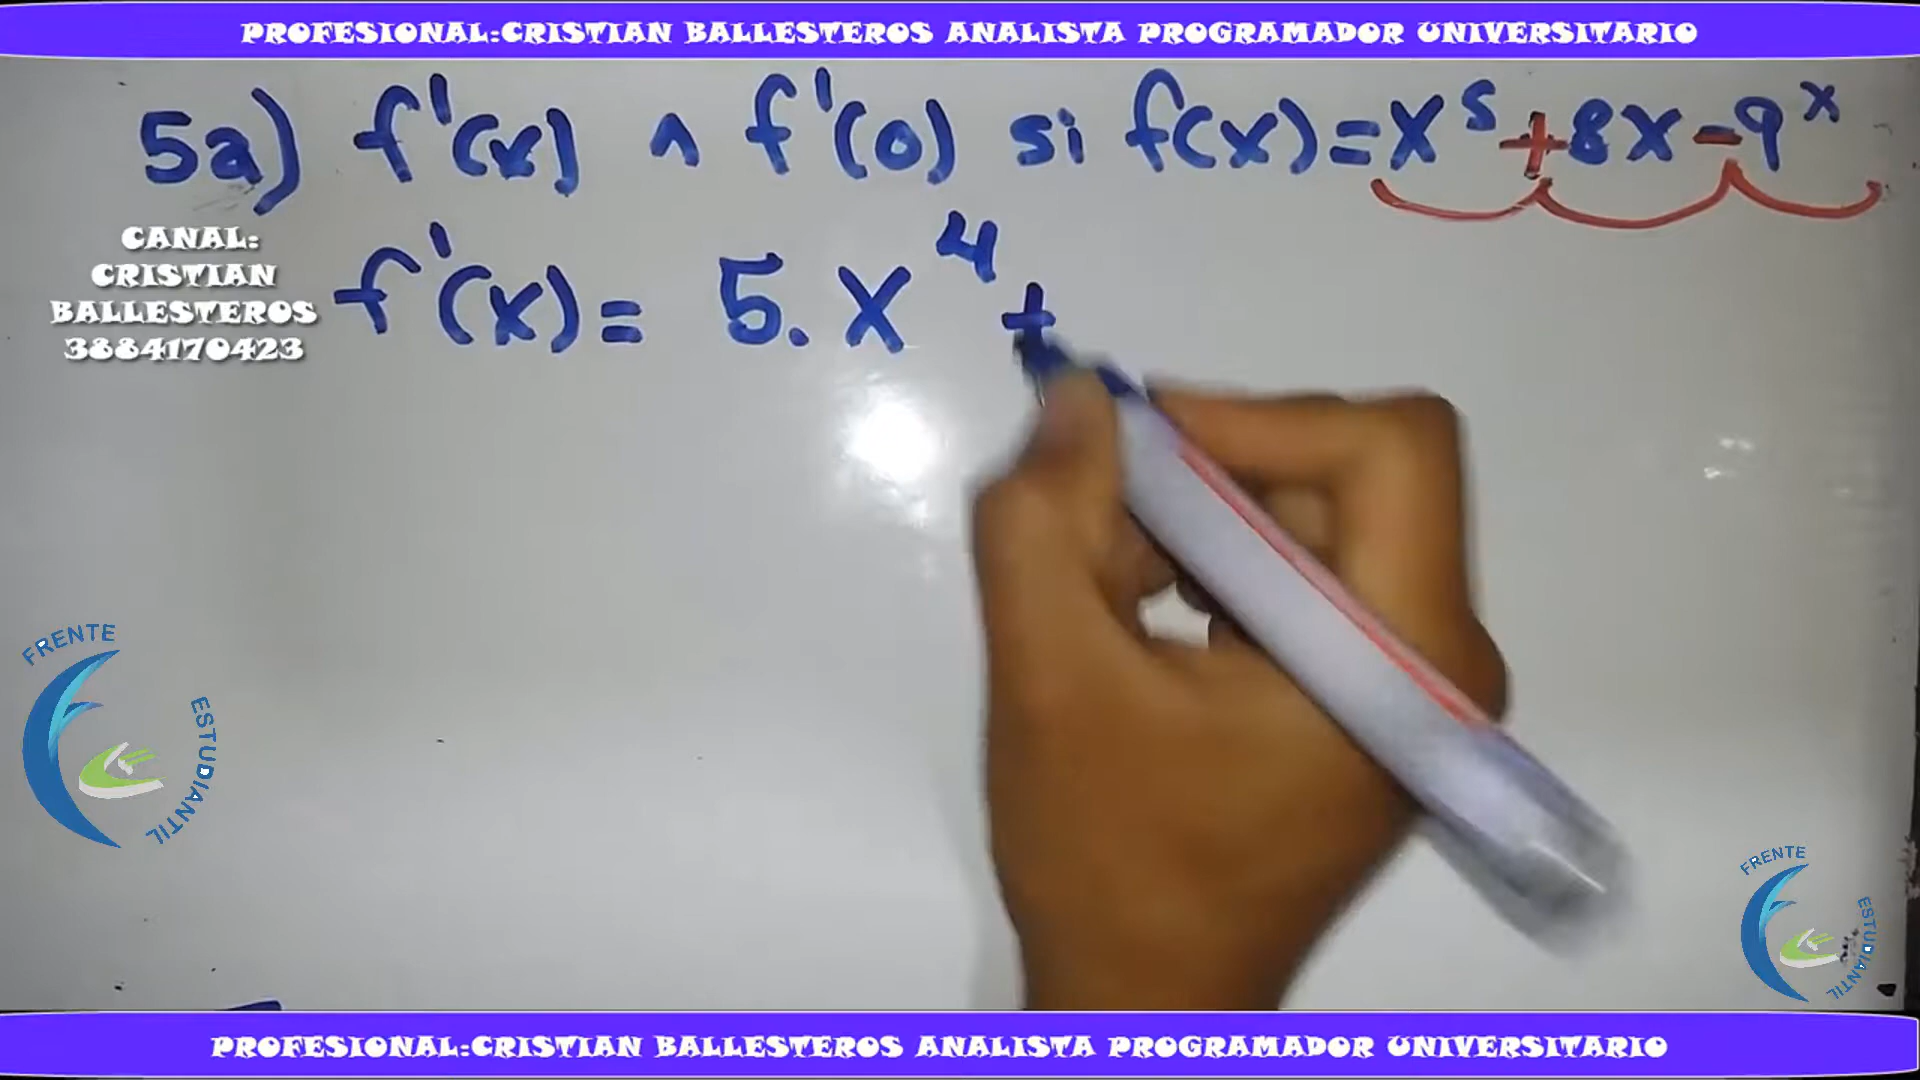 PROFESIONAL:CRISTIAN BALLESTEROS ANALISTA PROGRAMADOR UNIVERSITARIO
5a) f'(x) ∧ f'(0) si f(x)=x⁵+8x-9ˣ
CANAL:
CRISTIAN
BALLESTEROS
3884170423
f'(x)= 5.x⁴+
FRENTE
ESTUDIANTIL
FRENTE
ESTUDIANTIL
PROFESIONAL:CRISTIAN BALLESTEROS ANALISTA PROGRAMADOR UNIVERSITARIO